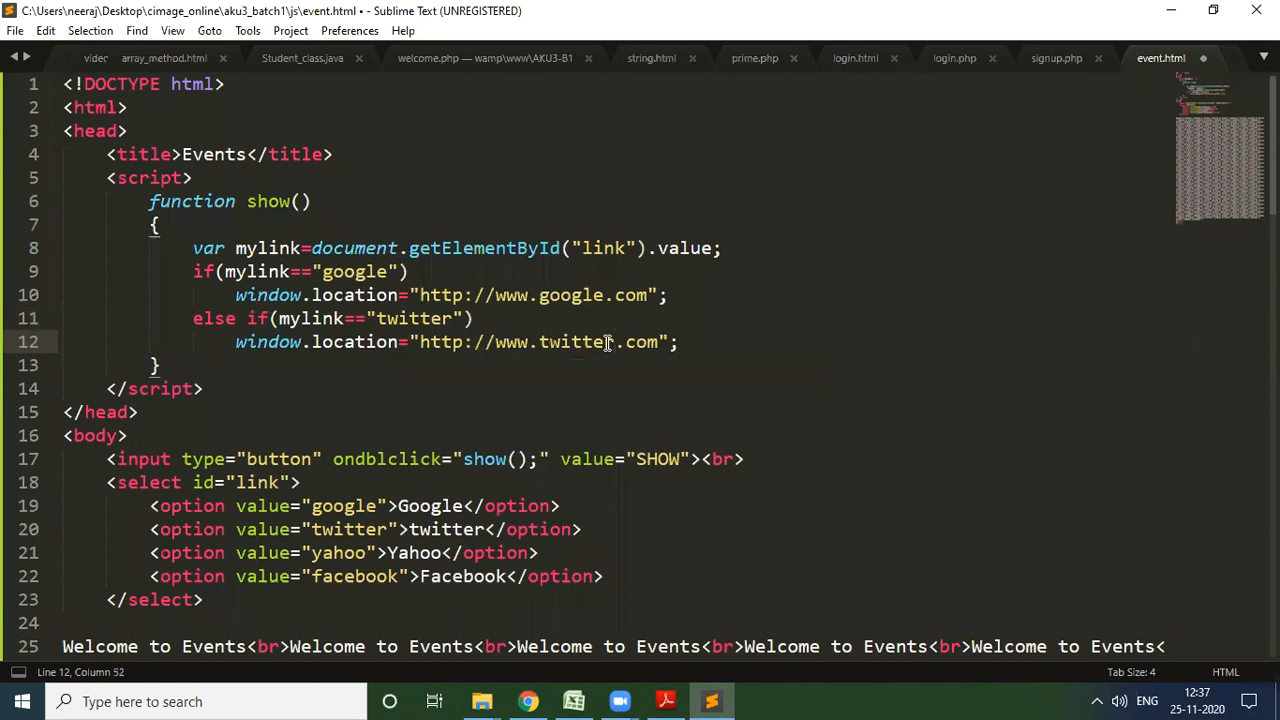 C:\Users\neeraj\Desktop\cimage_online\aku3_batch1\js\event.html • - Sublime Text (UNREGISTERED)
File Edit Selection Find View Goto Tools Project Preferences Help
array_method.html Student_class.java welcome.php — wamp\www\AKU3-B1 string.html prime.php login.html login.php signup.php event.html
1 <!DOCTYPE html>
2 <html>
3 <head>
4 <title>Events</title>
5 <script>
6 function show()
7 {
8 var mylink=document.getElementById("link").value;
9 if(mylink=="google")
10 window.location="http://www.google.com";
11 else if(mylink=="twitter")
12 window.location="http://www.twitter.com";
13 }
14 </script>
15 </head>
16 <body>
17 <input type="button" ondblclick="show();" value="SHOW"><br>
18 <select id="link">
19 <option value="google">Google</option>
20 <option value="twitter">twitter</option>
21 <option value="yahoo">Yahoo</option>
22 <option value="facebook">Facebook</option>
23 </select>
24
25 Welcome to Events<br>Welcome to Events<br>Welcome to Events<br>Welcome to Events<br>Welcome to Events<
Line 12, Column 52 Tab Size: 4 HTML
Type here to search ENG 12:37
25-11-2020